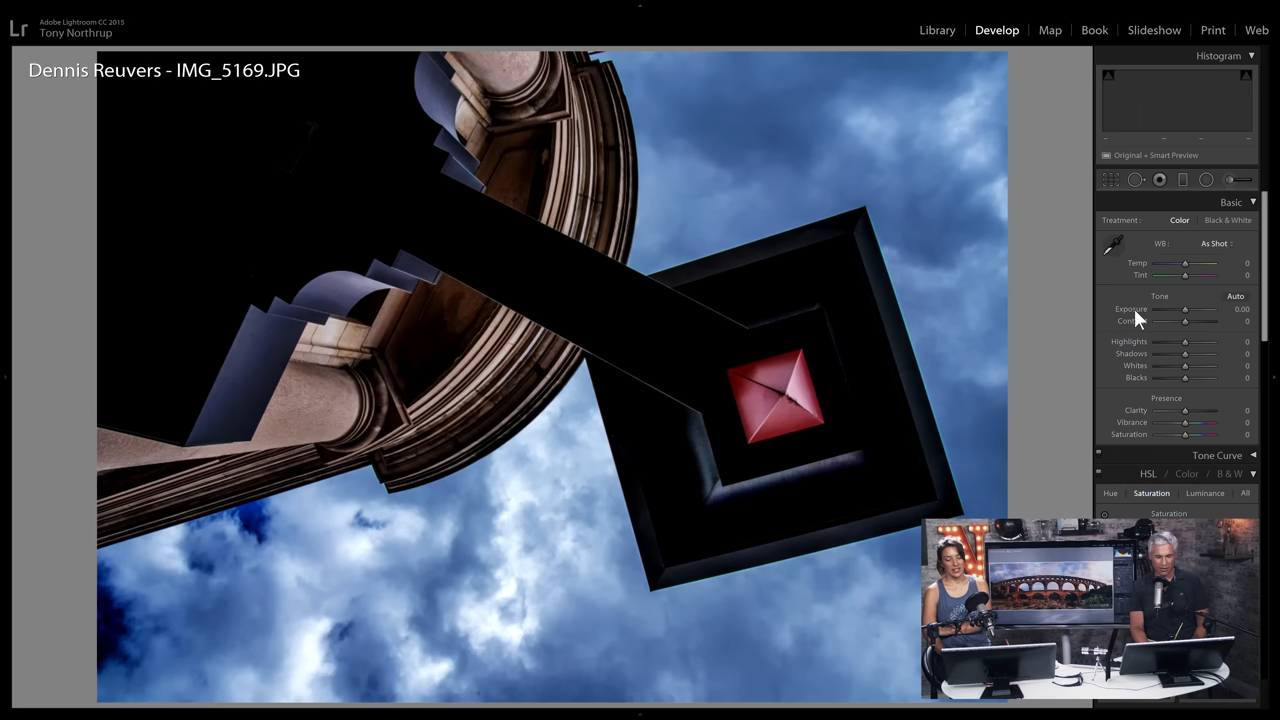 Lr
Adobe Lightroom CC 2015
Tony Northrup
Library | Develop | Map | Book | Slideshow | Print | Web
Dennis Reuvers - IMG_5169.JPG
Histogram
Original + Smart Preview
Basic
Treatment : Color Black & White
WB : As Shot
Temp 0
Tint 0
Tone Auto
Exposure 0.00
0
Highlights 0
Shadows 0
Whites 0
Blacks 0
Presence
Clarity 0
Vibrance 0
Saturation 0
Tone Curve
HSL / Color / B & W
Hue Saturation Luminance All
Saturation
N